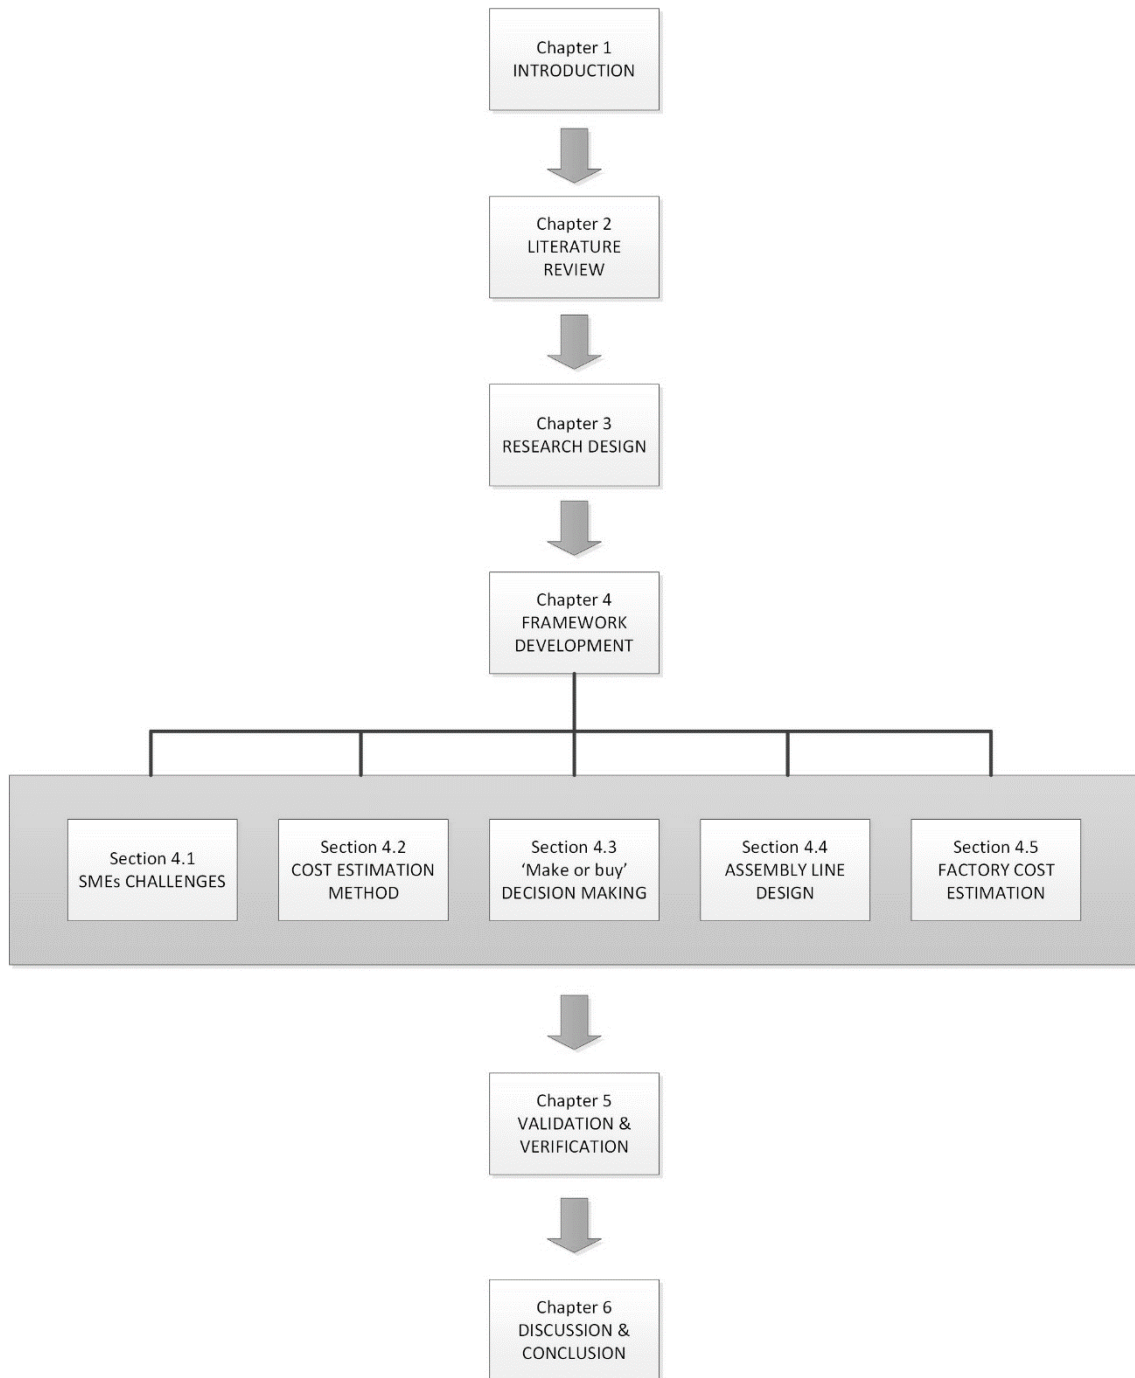 Chapter 1
INTRODUCTION
Chapter 2
LITERATURE
REVIEW
Chapter 3
RESEARCH DESIGN
Chapter 4
FRAMEWORK
DEVELOPMENT
Section 4.1
SMEs CHALLENGES
Section 4.2
COST ESTIMATION
METHOD
Section 4.3
‘Make or buy’
DECISION MAKING
Section 4.4
ASSEMBLY LINE
DESIGN
Section 4.5
FACTORY COST
ESTIMATION
Chapter 5
VALIDATION &
VERIFICATION
Chapter 6
DISCUSSION &
CONCLUSION